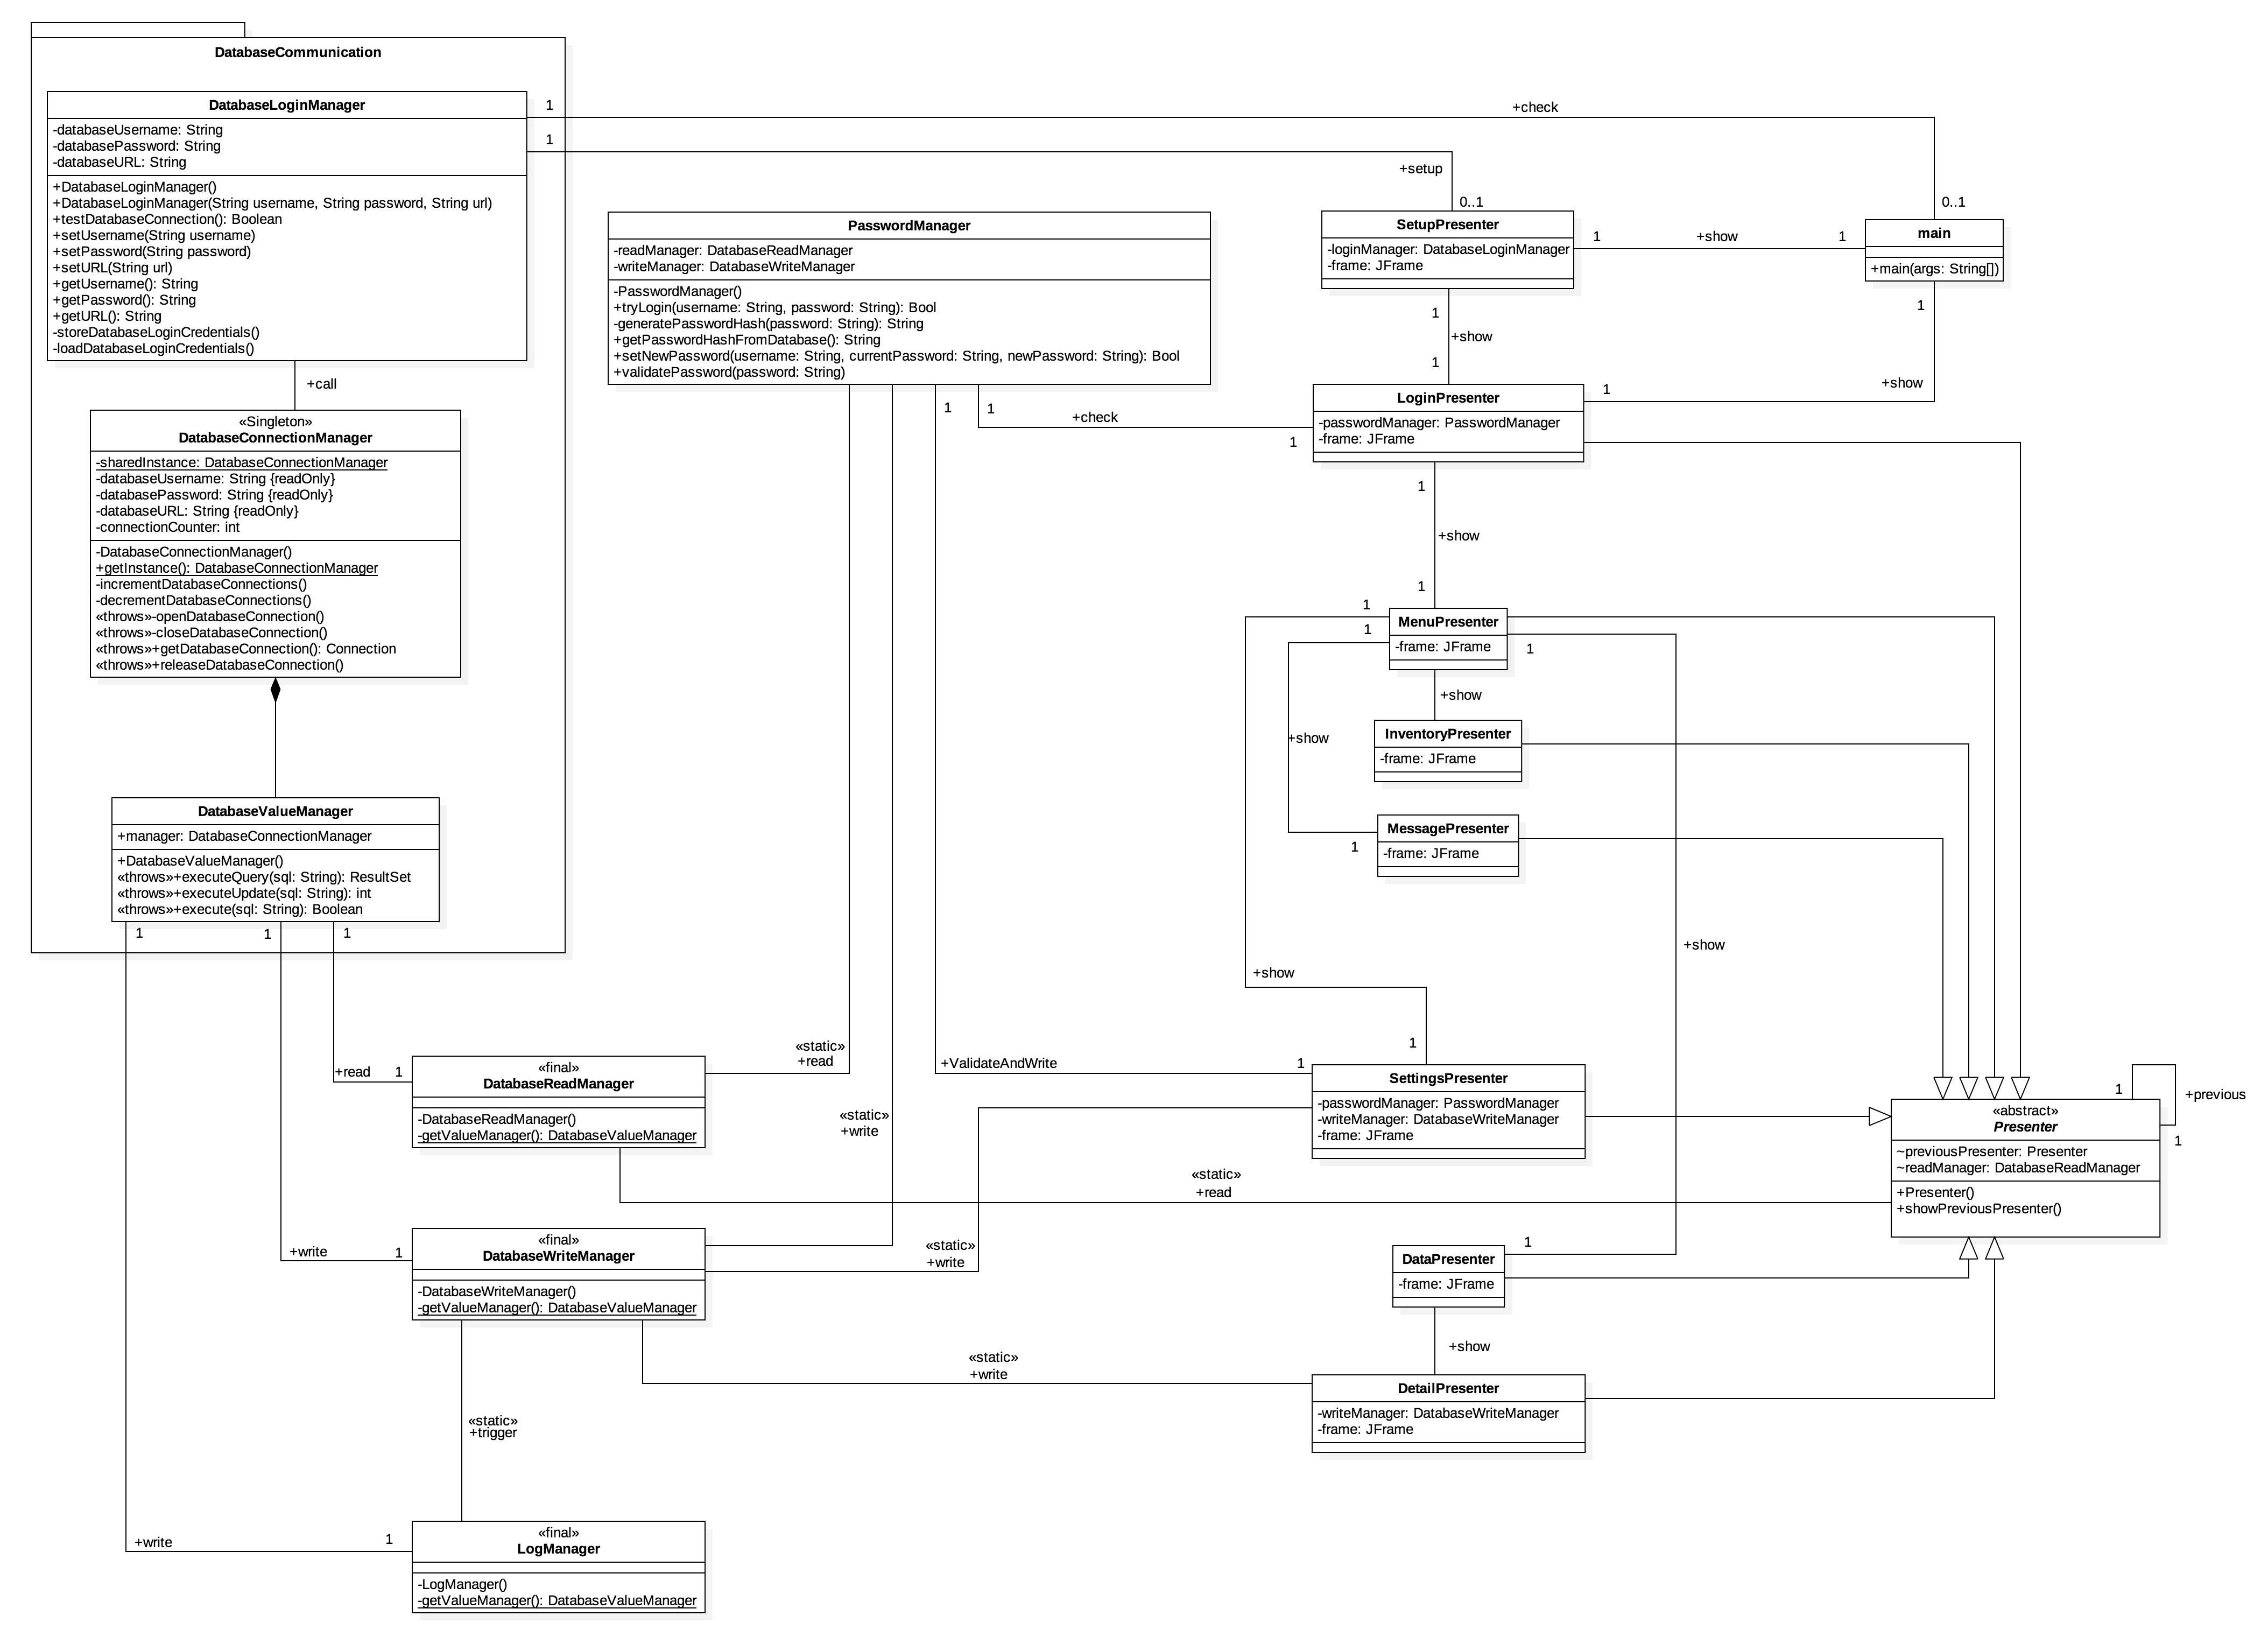 DatabaseCommunication
DatabaseLoginManager
-databaseUsername: String
-databasePassword: String
-databaseURL: String
+DatabaseLoginManager()
+DatabaseLoginManager(String username, String password, String url)
+testDatabaseConnection(): Boolean
+setUsername(String username)
+setPassword(String password)
+setURL(String url)
+getUsername(): String
+getPassword(): String
+getURL(): String
-storeDatabaseLoginCredentials()
-loadDatabaseLoginCredentials()
1
+check
0..1
1
+setup
0..1
+call
«Singleton»
DatabaseConnectionManager
-sharedInstance: DatabaseConnectionManager
-databaseUsername: String {readOnly}
-databasePassword: String {readOnly}
-databaseURL: String {readOnly}
-connectionCounter: int
-DatabaseConnectionManager()
+getInstance(): DatabaseConnectionManager
-incrementDatabaseConnections()
-decrementDatabaseConnections()
«throws»-openDatabaseConnection()
«throws»-closeDatabaseConnection()
«throws»+getDatabaseConnection(): Connection
«throws»+releaseDatabaseConnection()
DatabaseValueManager
+manager: DatabaseConnectionManager
+DatabaseValueManager()
«throws»+executeQuery(sql: String): ResultSet
«throws»+executeUpdate(sql: String): int
«throws»+execute(sql: String): Boolean
1
1
1
PasswordManager
-readManager: DatabaseReadManager
-writeManager: DatabaseWriteManager
-PasswordManager()
+tryLogin(username: String, password: String): Bool
-generatePasswordHash(password: String): String
+getPasswordHashFromDatabase(): String
+setNewPassword(username: String, currentPassword: String, newPassword: String): Bool
+validatePassword(password: String)
1
1
+check
1
SetupPresenter
-loginManager: DatabaseLoginManager
-frame: JFrame
1
+show
1
main
+main(args: String[])
1
+show
1
1
+show
1
LoginPresenter
-passwordManager: PasswordManager
-frame: JFrame
1
+show
1
1
1
MenuPresenter
-frame: JFrame
1
+show
+show
InventoryPresenter
-frame: JFrame
MessagePresenter
-frame: JFrame
1
+show
+show
1
+read
1
«final»
DatabaseReadManager
-DatabaseReadManager()
-getValueManager(): DatabaseValueManager
«static»
+read
+ValidateAndWrite
1
SettingsPresenter
-passwordManager: PasswordManager
-writeManager: DatabaseWriteManager
-frame: JFrame
«static»
+write
«static»
+read
1
+previous
1
«abstract»
Presenter
~previousPresenter: Presenter
~readManager: DatabaseReadManager
+Presenter()
+showPreviousPresenter()
+write
1
«final»
DatabaseWriteManager
-DatabaseWriteManager()
-getValueManager(): DatabaseValueManager
«static»
+write
1
DataPresenter
-frame: JFrame
+show
«static»
+write
DetailPresenter
-writeManager: DatabaseWriteManager
-frame: JFrame
«static»
+trigger
+write
1
«final»
LogManager
-LogManager()
-getValueManager(): DatabaseValueManager